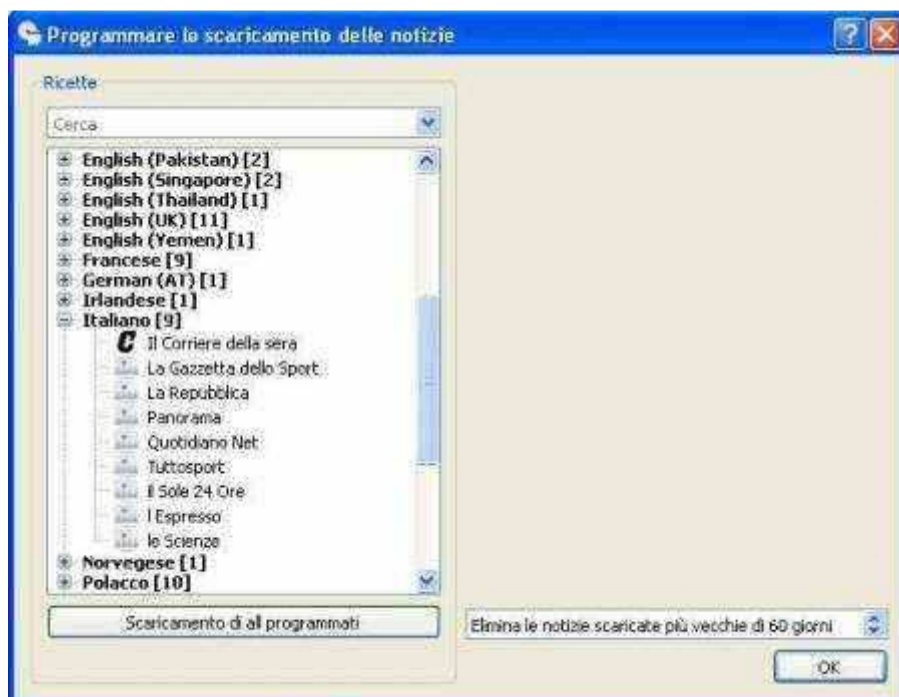 Programmare lo scaricamento delle notizie
Ricette
Cerca
English (Pakistan) [2]
English (Singapore) [2]
English (Thailand) [1]
English (UK) [11]
English (Yemen) [1]
Francese [9]
German (AT) [1]
Irlandese [1]
Italiano [9]
Il Corriere della sera
La Gazzetta dello Sport
La Repubblica
Panorama
Quotidiano Net
Tuttosport
Il Sole 24 Ore
l Espresso
le Scienze
Norvegese [1]
Polacco [10]
Scaricamento di all programmati
Elimina le notizie scaricate più vecchie di 60 giorni
OK